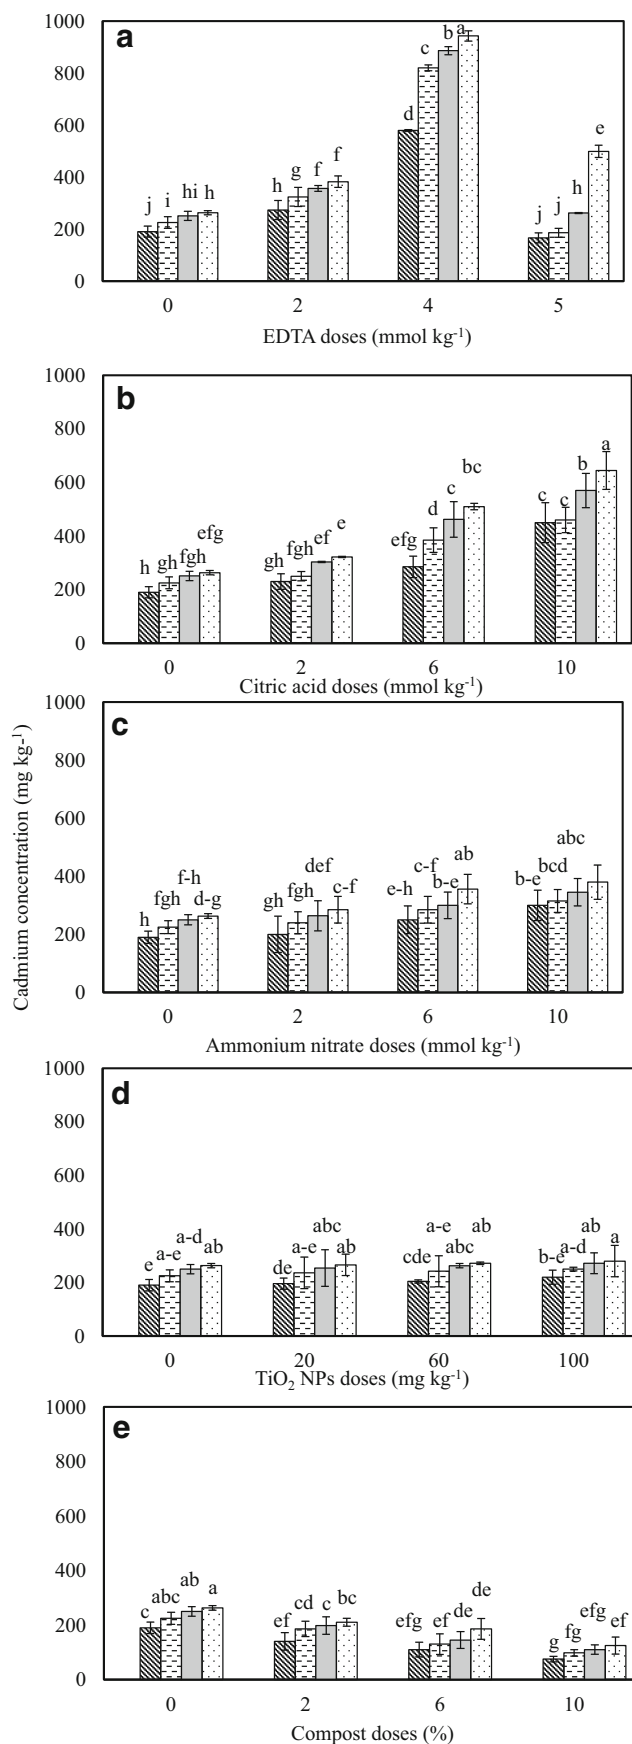 a
1000
800
600
400
200
0
j i hi h
h g f f
d c b a
j j h e
0 2 4 5
EDTA doses (mmol kg-1)
b
1000
800
600
400
200
0
h gh fgh efg
gh fgh ef e
efg d c bc
c c b a
0 2 6 10
Citric acid doses (mmol kg-1)
Cadmium concentration (mg kg-1)
c
1000
800
600
400
200
0
h fgh f-h d-g
gh fgh def c-f
e-h c-f b-e ab
b-e bcd abc
0 2 6 10
Ammonium nitrate doses (mmol kg-1)
d
1000
800
600
400
200
0
e a-e a-d ab
de a-e abc ab
cde a-e abc ab
b-e a-d ab a
0 20 60 100
TiO2 NPs doses (mg kg-1)
e
1000
800
600
400
200
0
c abc ab a
ef cd c bc
efg ef de de
g fg efg ef
0 2 6 10
Compost doses (%)